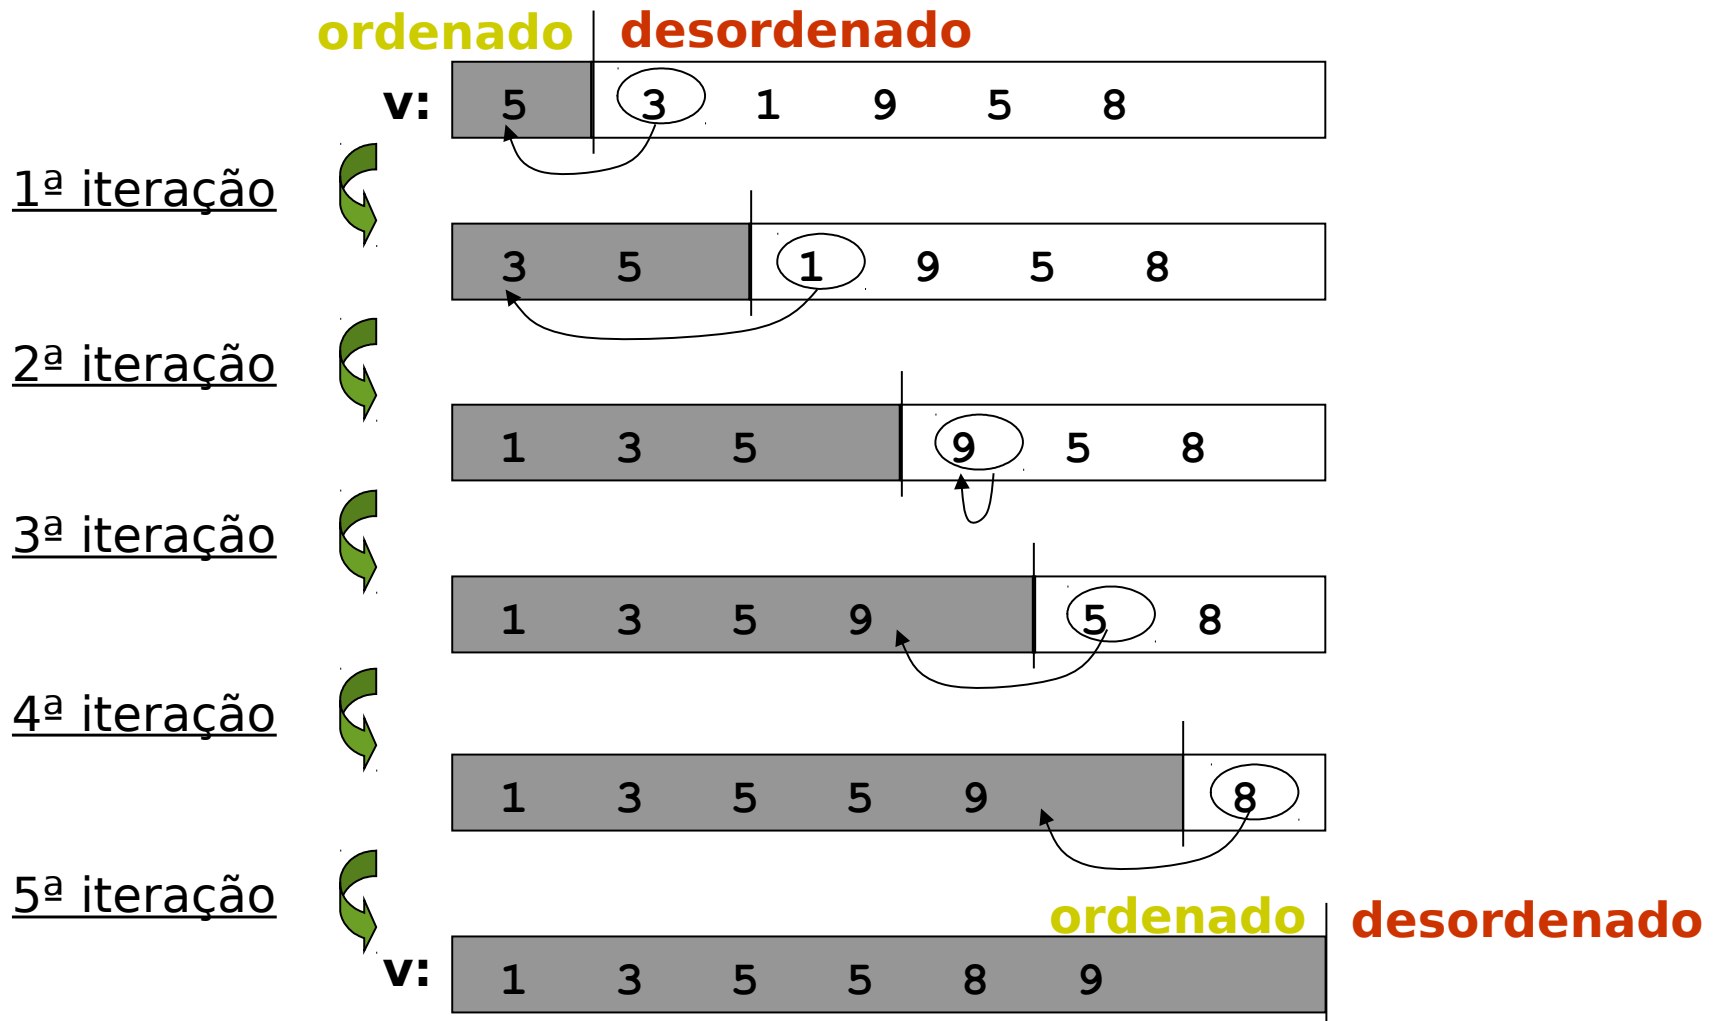 ordenado desordenado
v: 5 3 1 9 5 8
1ª iteração
3 5 1 9 5 8
2ª iteração
1 3 5 9 5 8
3ª iteração
1 3 5 9 5 8
4ª iteração
1 3 5 5 9 8
5ª iteração
ordenado desordenado
v: 1 3 5 5 8 9